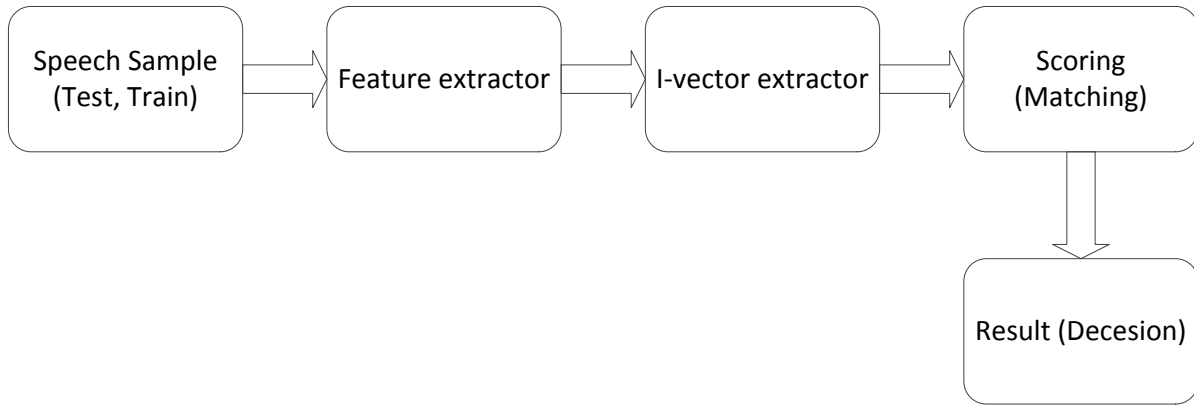 Speech Sample
(Test, Train)
Feature extractor
I-vector extractor
Scoring
(Matching)
Result (Decesion)